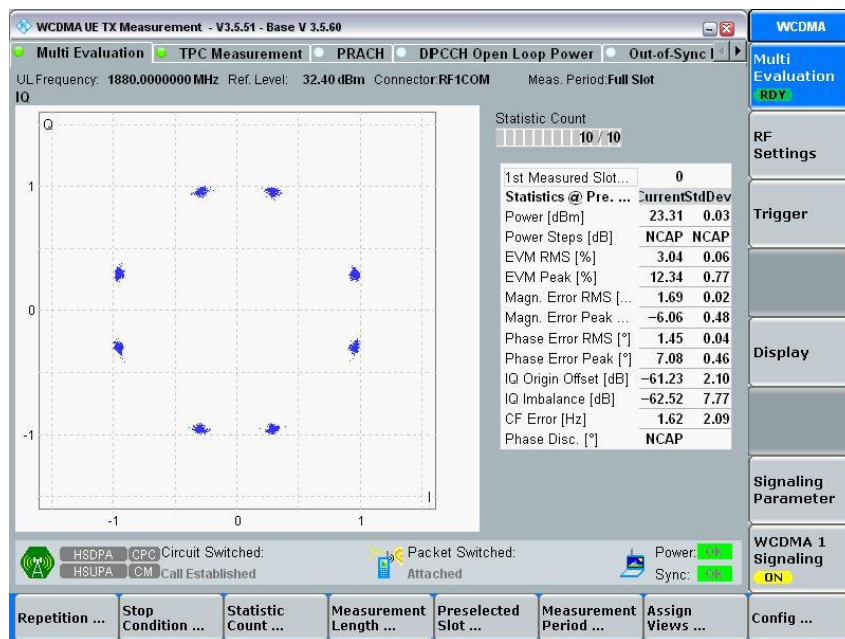 WCDMA UE TX Measurement - V3.5.51 - Base V 3.5.60
WCDMA
Multi Evaluation TPC Measurement PRACH DPCCH Open Loop Power Out-of-Sync
UL Frequency: 1880.0000000 MHz Ref. Level: 32.40 dBm Connector:RF1COM Meas. Period:Full Slot
IQ
Q
1
0
-1
-1 0 1
I
Statistic Count
10 / 10
1st Measured Slot... 0
Statistics @ Pre. ... Current StdDev
Power [dBm] 23.31 0.03
Power Steps [dB] NCAP NCAP
EVM RMS [%] 3.04 0.06
EVM Peak [%] 12.34 0.77
Magn. Error RMS [... 1.69 0.02
Magn. Error Peak ... -6.06 0.48
Phase Error RMS [°] 1.45 0.04
Phase Error Peak [°] 7.08 0.46
IQ Origin Offset [dB] -61.23 2.10
IQ Imbalance [dB] -62.52 7.77
CF Error [Hz] 1.62 2.09
Phase Disc. [°] NCAP
Multi
Evaluation
RDY
RF
Settings
Trigger
Display
Signaling
Parameter
WCDMA 1
Signaling
ON
HSDPA CPC Circuit Switched: Packet Switched: Power: Ok
HSUPA CM Call Established Attached Sync: Ok
Repetition ...
Stop
Condition ...
Statistic
Count ...
Measurement
Length ...
Preselected
Slot ...
Measurement
Period ...
Assign
Views ...
Config ...